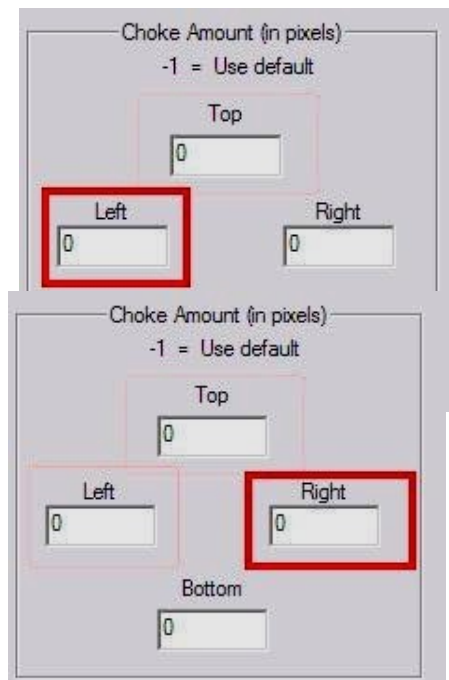 Choke Amount (in pixels)
-1 = Use default
Top
0
Left Right
0 0
Choke Amount (in pixels)
-1 = Use default
Top
0
Left Right
0 0
Bottom
0